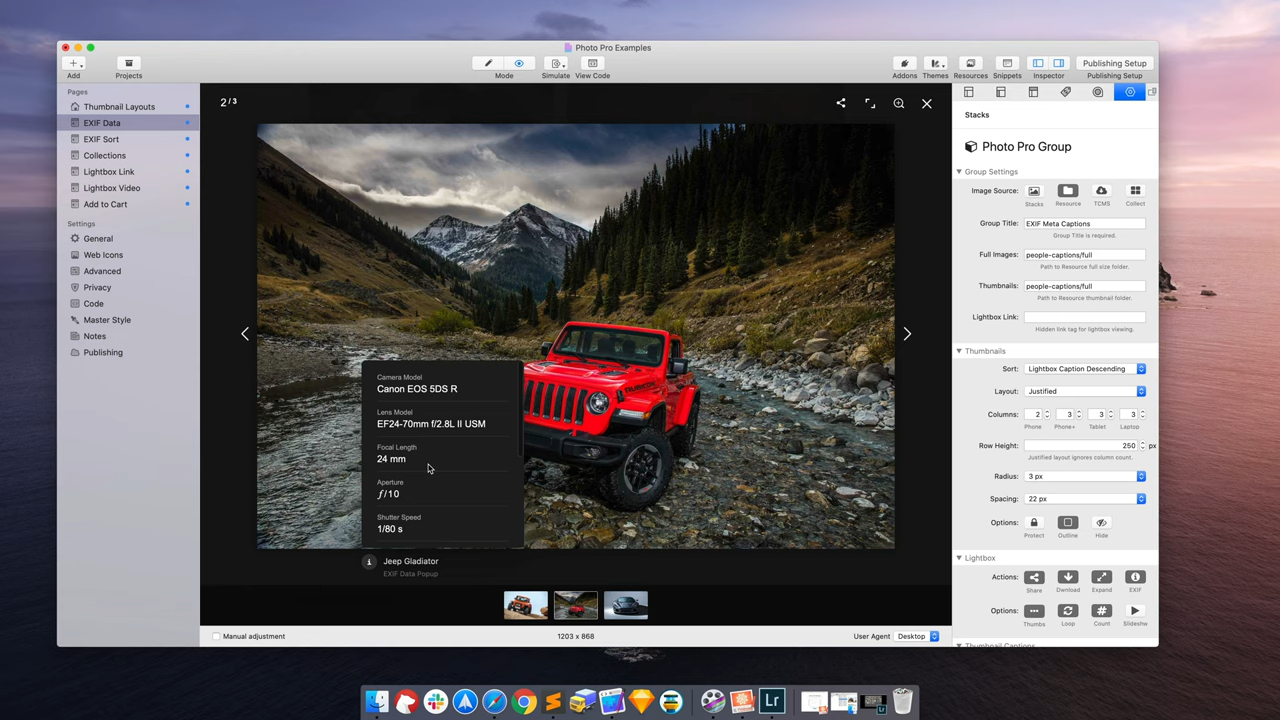 Photo Pro Examples
Add
Projects
Mode
Simulate
View Code
Addons
Themes
Resources
Snippets
Inspector
Publishing Setup
Publishing Setup
Pages
Thumbnail Layouts
EXIF Data
EXIF Sort
Collections
Lightbox Link
Lightbox Video
Add to Cart
Settings
General
Web Icons
Advanced
Privacy
Code
Master Style
Notes
Publishing
2 / 3
Camera Model
Canon EOS 5DS R
Lens Model
EF24-70mm f/2.8L II USM
Focal Length
24 mm
Aperture
ƒ/10
Shutter Speed
1/80 s
Jeep Gladiator
EXIF Data Popup
Manual adjustment
1203 x 868
User Agent Desktop
Stacks
Photo Pro Group
Group Settings
Image Source:
Stacks Resource TCMS Collect
Group Title: EXIF Meta Captions
Group Title is required.
Full Images: people-captions/full
Path to Resource full size folder.
Thumbnails: people-captions/full
Path to Resource thumbnail folder.
Lightbox Link:
Hidden link tag for lightbox viewing.
Thumbnails
Sort: Lightbox Caption Descending
Layout: Justified
Columns: 2 3 3 3
Phone Phone+ Tablet Laptop
Row Height: 250 px
Justified layout ignores column count.
Radius: 3 px
Spacing: 22 px
Options:
Protect Outline Hide
Lightbox
Actions:
Share Dwnload Expand EXIF
Options:
Thumbs Loop Count Slideshw
Thumbnail Captions
Lr